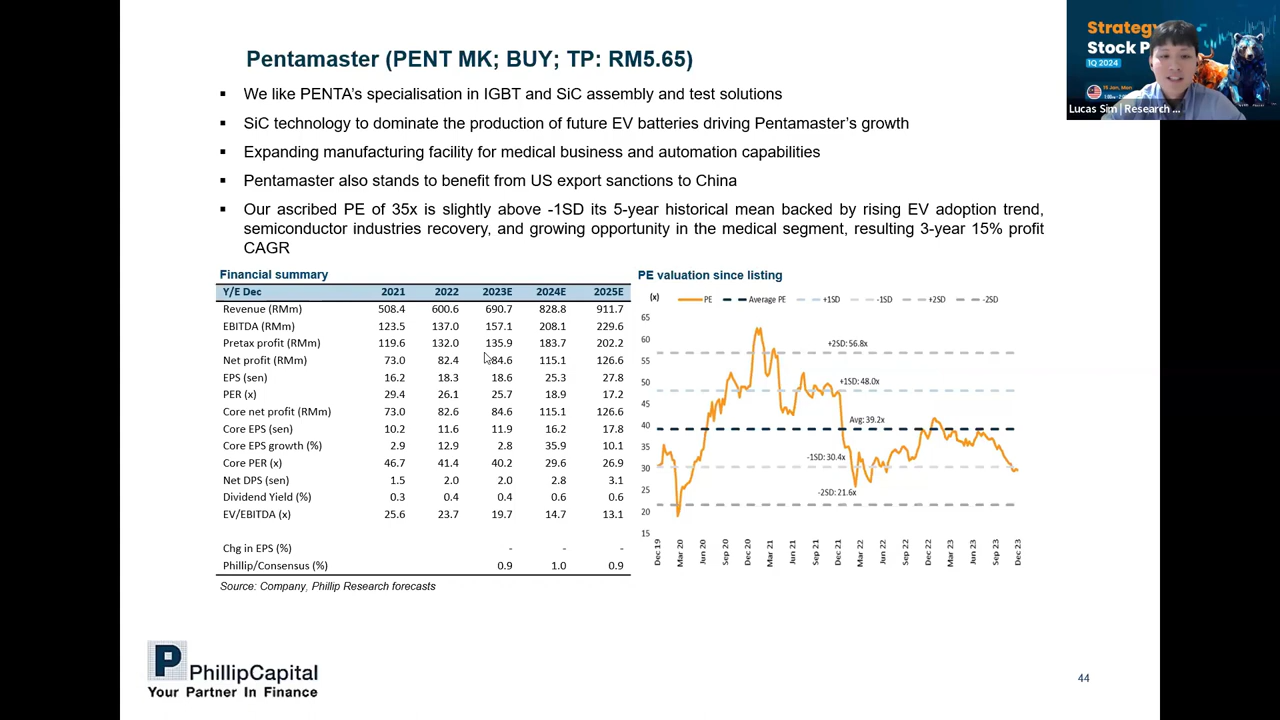 Pentamaster (PENT MK; BUY; TP: RM5.65)
▪ We like PENTA's specialisation in IGBT and SiC assembly and test solutions
▪ SiC technology to dominate the production of future EV batteries driving Pentamaster's growth
▪ Expanding manufacturing facility for medical business and automation capabilities
▪ Pentamaster also stands to benefit from US export sanctions to China
▪ Our ascribed PE of 35x is slightly above -1SD its 5-year historical mean backed by rising EV adoption trend,
semiconductor industries recovery, and growing opportunity in the medical segment, resulting 3-year 15% profit
CAGR
Financial summary
Y/E Dec 2021 2022 2023E 2024E 2025E
Revenue (RMm) 508.4 600.6 690.7 828.8 911.7
EBITDA (RMm) 123.5 137.0 157.1 208.1 229.6
Pretax profit (RMm) 119.6 132.0 135.9 183.7 202.2
Net profit (RMm) 73.0 82.4 84.6 115.1 126.6
EPS (sen) 16.2 18.3 18.6 25.3 27.8
PER (x) 29.4 26.1 25.7 18.9 17.2
Core net profit (RMm) 73.0 82.6 84.6 115.1 126.6
Core EPS (sen) 10.2 11.6 11.9 16.2 17.8
Core EPS growth (%) 2.9 12.9 2.8 35.9 10.1
Core PER (x) 46.7 41.4 40.2 29.6 26.9
Net DPS (sen) 1.5 2.0 2.0 2.8 3.1
Dividend Yield (%) 0.3 0.4 0.4 0.6 0.6
EV/EBITDA (x) 25.6 23.7 19.7 14.7 13.1
Chg in EPS (%) - - -
Phillip/Consensus (%) 0.9 1.0 0.9
Source: Company, Phillip Research forecasts
PE valuation since listing
(x)
PE Average PE +1SD -1SD +2SD -2SD
65
60
55
50
45
40
35
30
25
20
15
+2SD: 56.8x
+1SD: 48.0x
Avg: 39.2x
-1SD: 30.4x
-2SD: 21.6x
Dec 19
Mar 20
Jun 20
Sep 20
Dec 20
Mar 21
Jun 21
Sep 21
Dec 21
Mar 22
Jun 22
Sep 22
Dec 22
Mar 23
Jun 23
Sep 23
Dec 23
P PhillipCapital
Your Partner In Finance
44
Strategy
Stock P
1Q 2024
15 Jan, Mon
Lucas Sim | Research ...